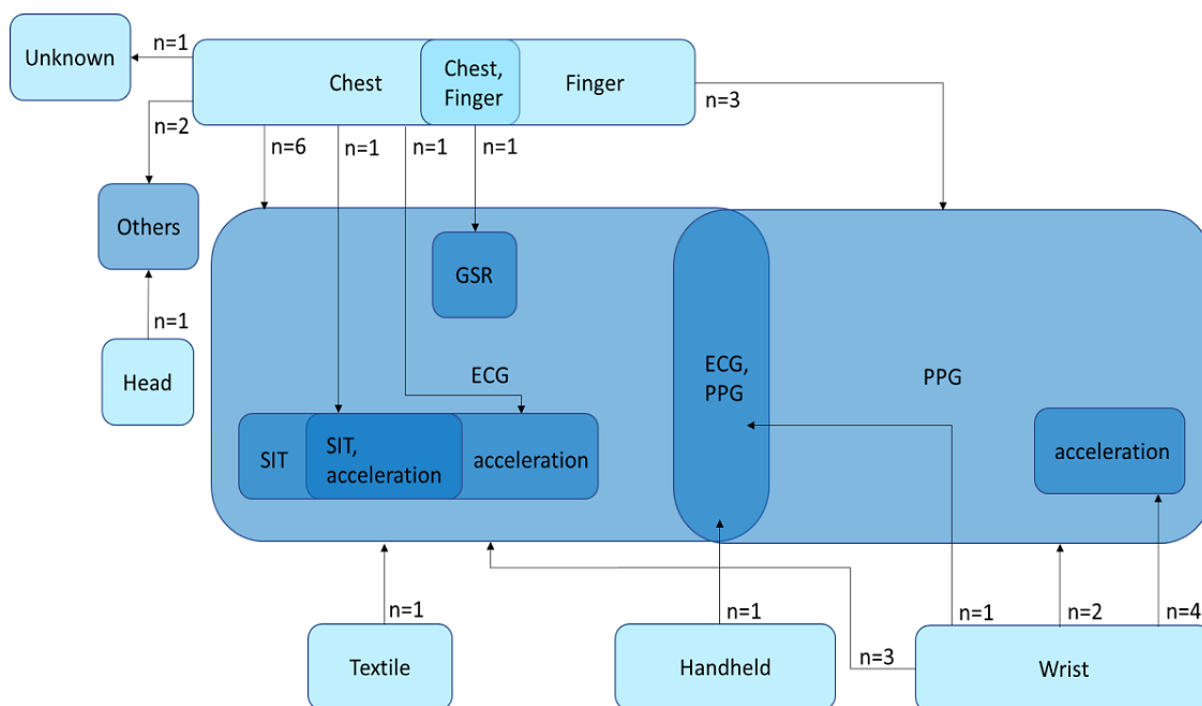 Unknown
n=1
Chest
Chest,
Finger
Finger
n=3
n=2
n=6
n=1
n=1
n=1
Others
GSR
n=1
Head
ECG
ECG,
PPG
PPG
SIT
SIT,
acceleration
acceleration
acceleration
n=1
n=1
n=1
n=2
n=4
Textile
Handheld
n=3
Wrist